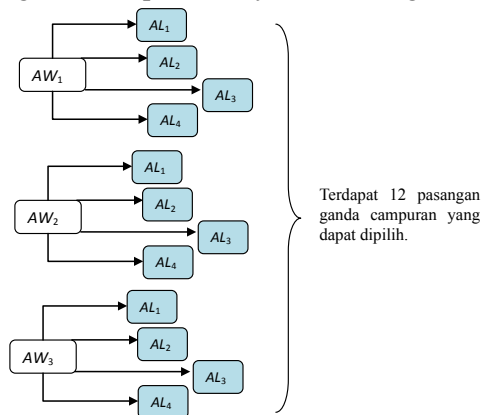 AW₁
AL₁
AL₂
AL₃
AL₄
AW₂
AL₁
AL₂
AL₃
AL₄
AW₃
AL₁
AL₂
AL₃
AL₄
Terdapat 12 pasangan
ganda campuran yang
dapat dipilih.